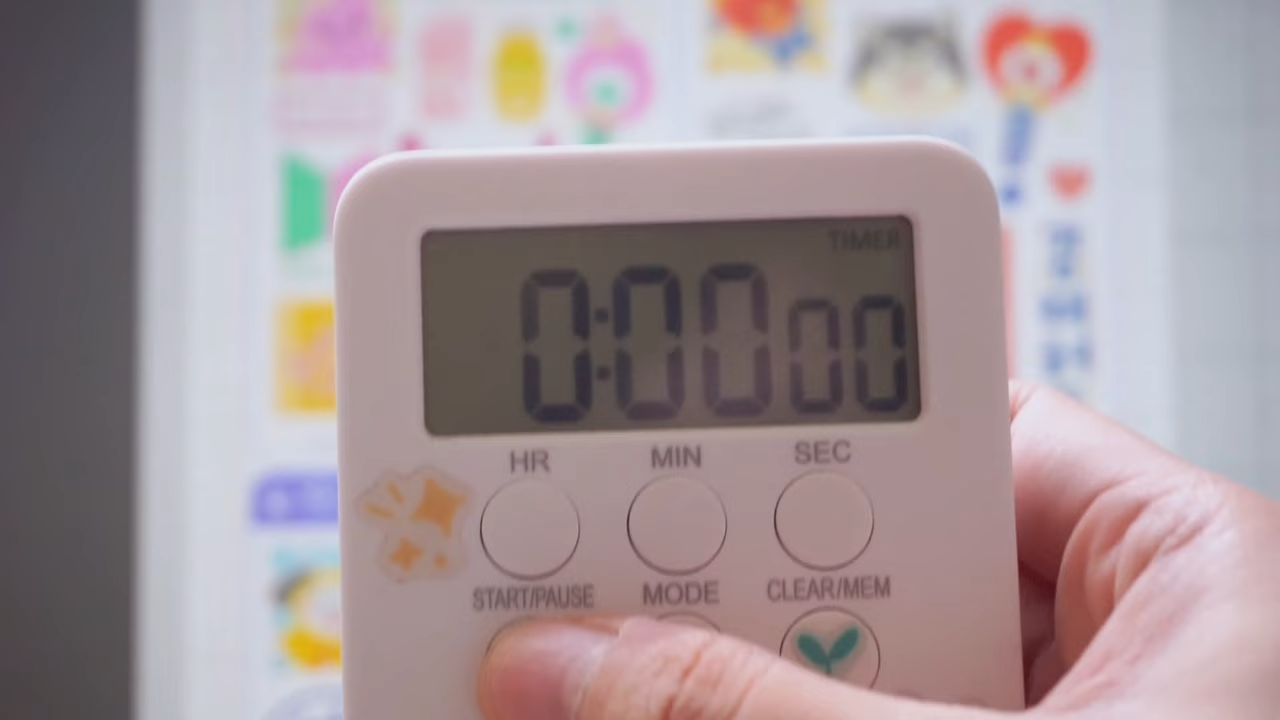 TIMER
0:00 00
HR MIN SEC
START/PAUSE MODE CLEAR/MEM